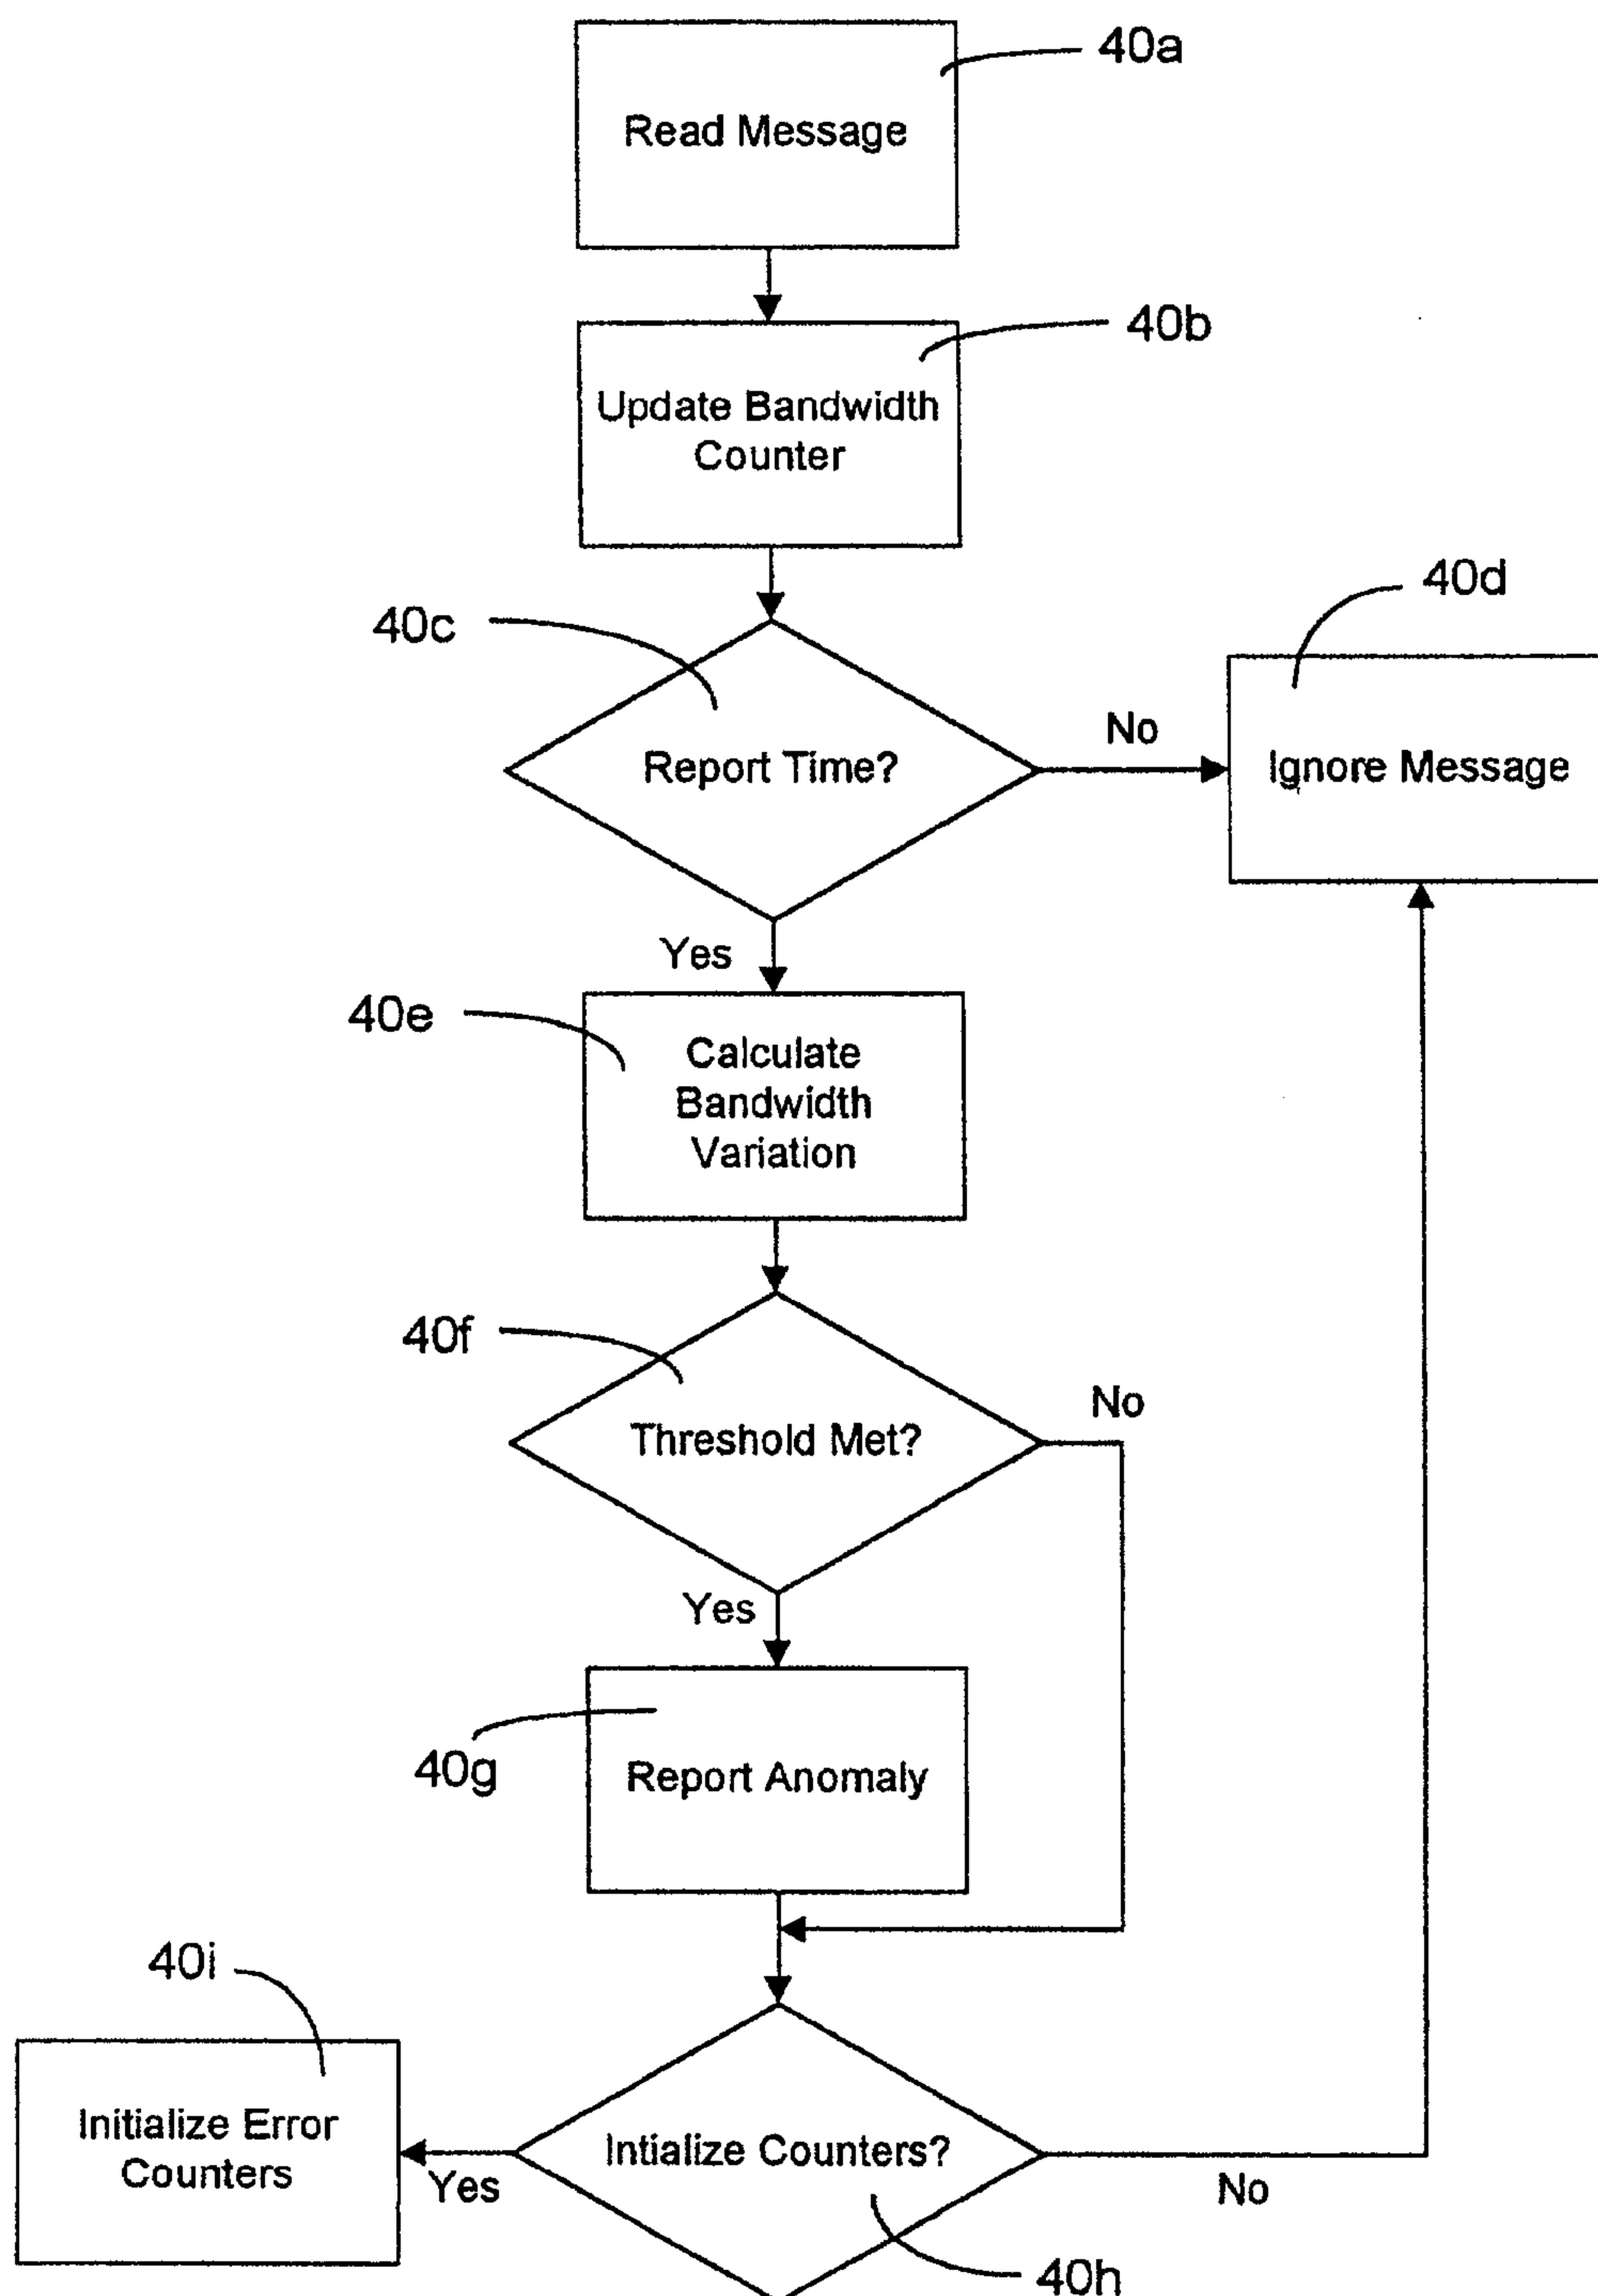 40a
Read Message
40b
Update Bandwidth
Counter
40c
40d
Report Time?
No
Ignore Message
Yes
40e
Calculate
Bandwidth
Variation
40f
No
Threshold Met?
Yes
40g
Report Anomaly
40i
Initialize Error
Counters
Yes
Intialize Counters?
No
40h